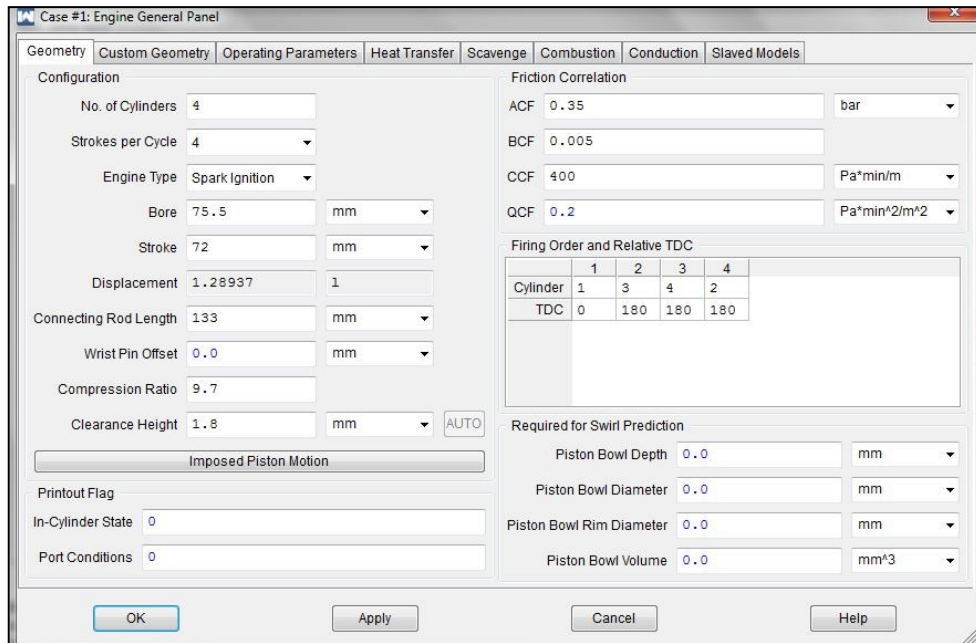 Case #1: Engine General Panel
Geometry Custom Geometry Operating Parameters Heat Transfer Scavenge Combustion Conduction Slaved Models
Configuration
No. of Cylinders 4
Strokes per Cycle 4
Engine Type Spark Ignition
Bore 75.5 mm
Stroke 72 mm
Displacement 1.28937 l
Connecting Rod Length 133 mm
Wrist Pin Offset 0.0 mm
Compression Ratio 9.7
Clearance Height 1.8 mm AUTO
Imposed Piston Motion
Printout Flag
In-Cylinder State 0
Port Conditions 0
Friction Correlation
ACF 0.35 bar
BCF 0.005
CCF 400 Pa*min/m
QCF 0.2 Pa*min^2/m^2
Firing Order and Relative TDC
1 2 3 4
Cylinder 1 3 4 2
TDC 0 180 180 180
Required for Swirl Prediction
Piston Bowl Depth 0.0 mm
Piston Bowl Diameter 0.0 mm
Piston Bowl Rim Diameter 0.0 mm
Piston Bowl Volume 0.0 mm^3
OK Apply Cancel Help